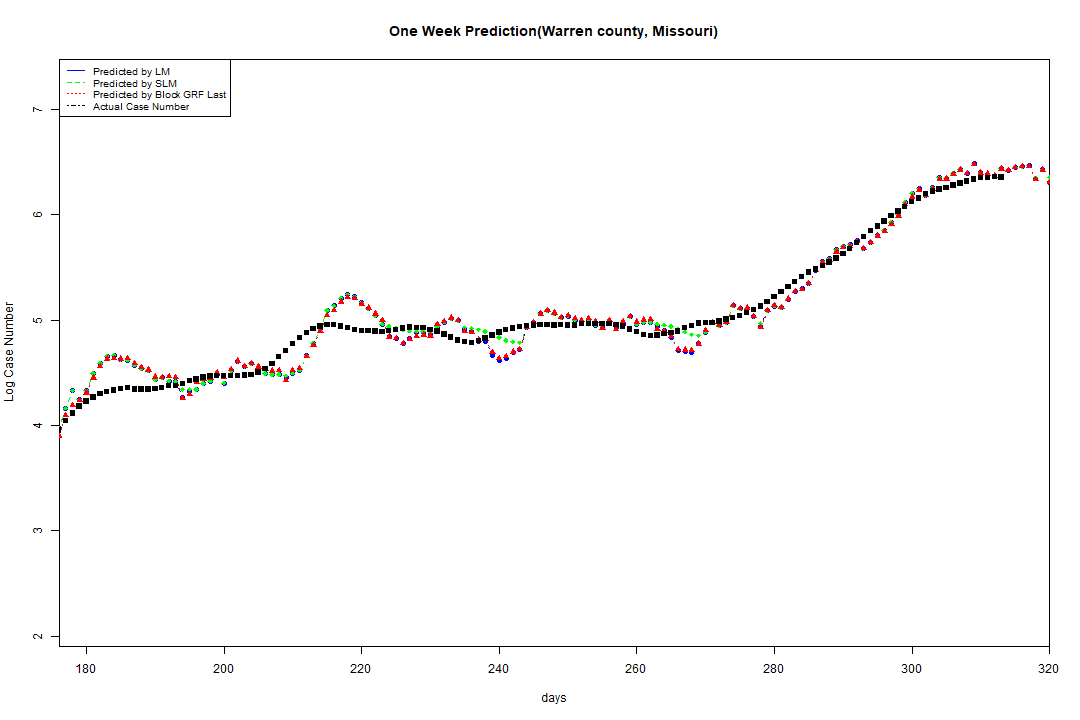 One Week Prediction(Warren county, Missouri)
Predicted by LM
Predicted by SLM
Predicted by Block GRF Last
Actual Case Number
Log Case Number
7
6
5
4
3
2
180 200 220 240 260 280 300 320
days